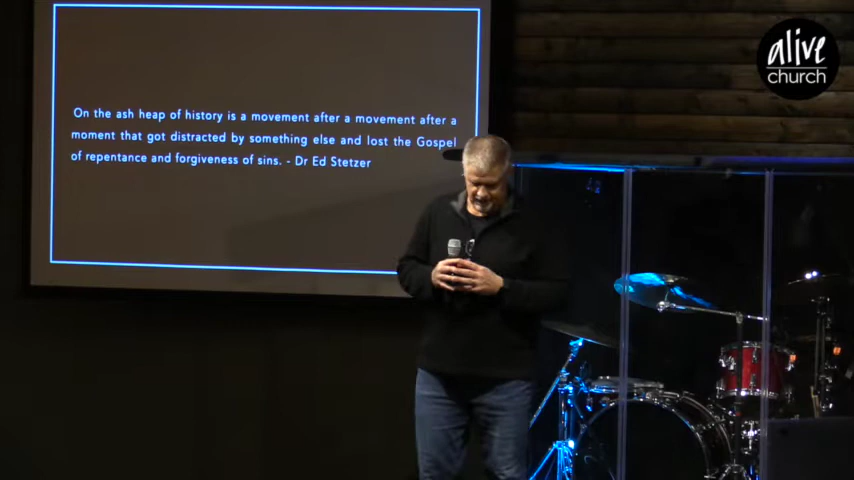 On the ash heap of history is a movement after a movement after a
moment that got distracted by something else and lost the Gospel
of repentance and forgiveness of sins. - Dr Ed Stetzer
alive
church